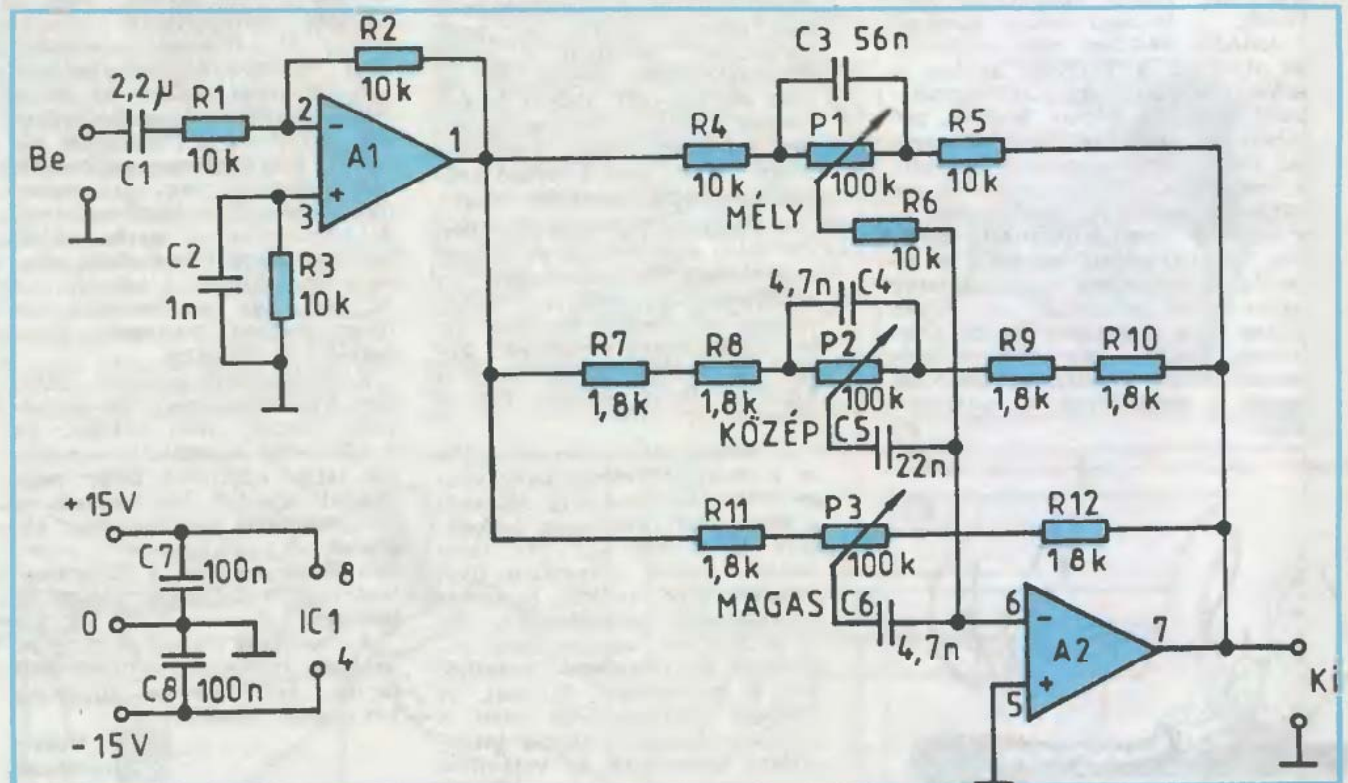 R2
10k
2,2µ
R1
10k
Be
C1
2
-
A1
1
+
3
C2
1n
R3
10k
C3 56n
R4
10k
P1
100k
R5
10k
MÉLY
R6
10k
4,7n C4
R7
1,8k
R8
1,8k
P2
100k
R9
1,8k
R10
1,8k
KÖZÉP
C5
22n
R11
1,8k
P3
100k
R12
1,8k
MAGAS
C6
4,7n
6
-
A2
7
+
5
Ki
+15V
C7
100n
8
0
IC1
C8
100n
4
-15V